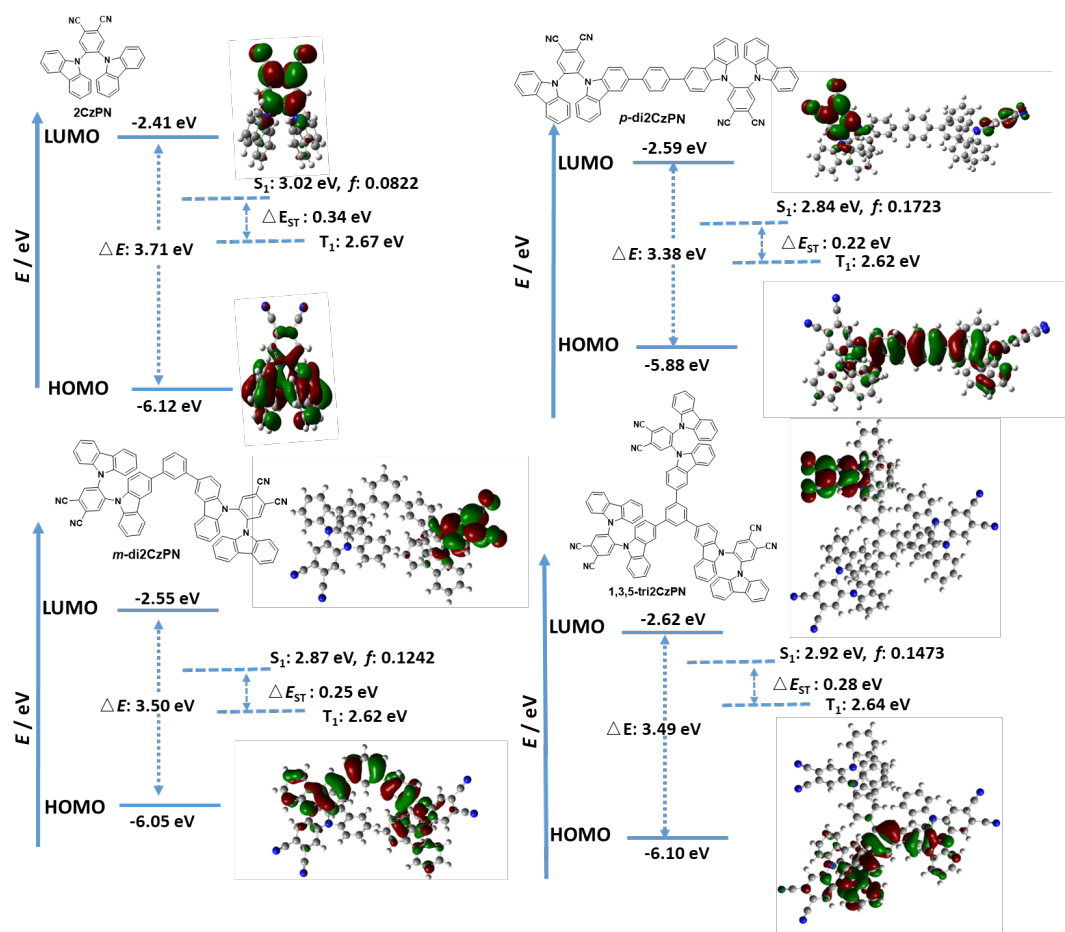 NC CN
N N
2CzPN
E / eV
LUMO
-2.41 eV
S1: 3.02 eV, f: 0.0822
△EST : 0.34 eV
△E: 3.71 eV
T1: 2.67 eV
HOMO
-6.12 eV
NC CN
N N N N
NC CN
p-di2CzPN
E / eV
LUMO
-2.59 eV
S1: 2.84 eV, f: 0.1723
△EST : 0.22 eV
△E: 3.38 eV
T1: 2.62 eV
HOMO
-5.88 eV
N
N
NC
NC
N
CN
CN
N
m-di2CzPN
E / eV
LUMO
-2.55 eV
S1: 2.87 eV, f: 0.1242
△EST : 0.25 eV
△E: 3.50 eV
T1: 2.62 eV
HOMO
-6.05 eV
NC
NC
N
N
N
N
NC
NC
N
CN
CN
N
1,3,5-tri2CzPN
E / eV
LUMO
-2.62 eV
S1: 2.92 eV, f: 0.1473
△EST : 0.28 eV
△E: 3.49 eV
T1: 2.64 eV
HOMO
-6.10 eV